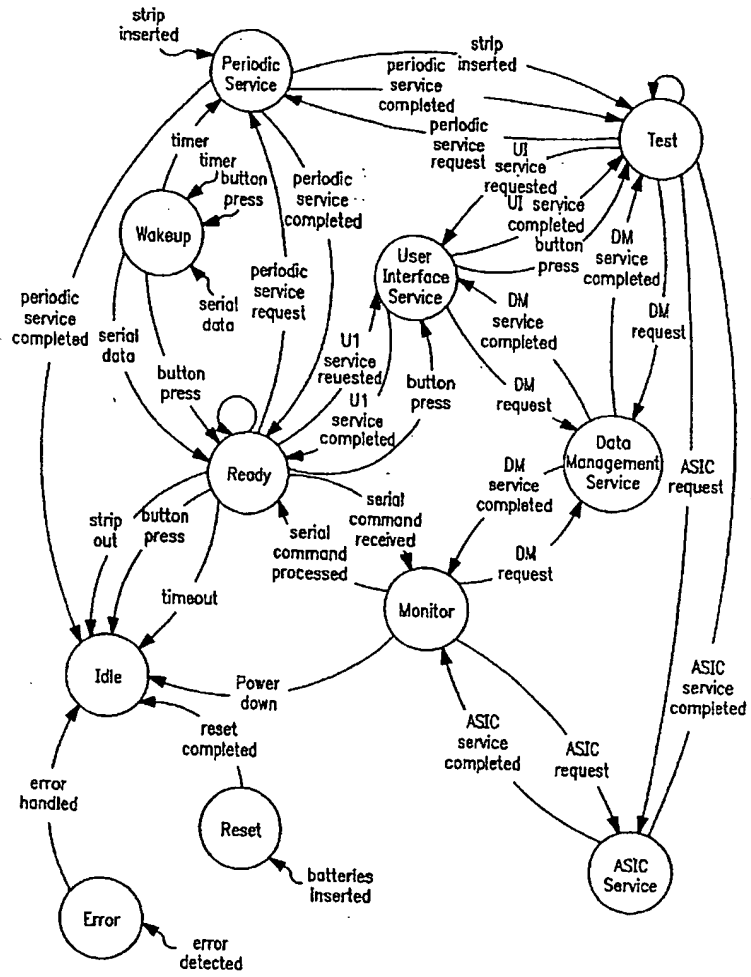 strip
inserted
Periodic
Service
strip
inserted
periodic
service
completed
periodic
service
request
Test
timer
timer
button
press
Wakeup
serial
data
periodic
service
completed
periodic
service
request
UI
service
requested
UI service
completed
button
press
User
Interface
Service
DM
service
completed
DM
request
DM
service
completed
DM
request
periodic
service
completed
serial
data
button
press
U1
service
reuested
U1
service
completed
button
press
Ready
Data
Management
Service
ASIC
request
strip
out
button
press
timeout
serial
command
processed
serial
command
received
DM
service
completed
DM
request
Monitor
Idle
Power
down
reset
completed
ASIC
service
completed
ASIC
request
ASIC
service
completed
error
handled
Reset
batteries
inserted
ASIC
Service
Error
error
detected